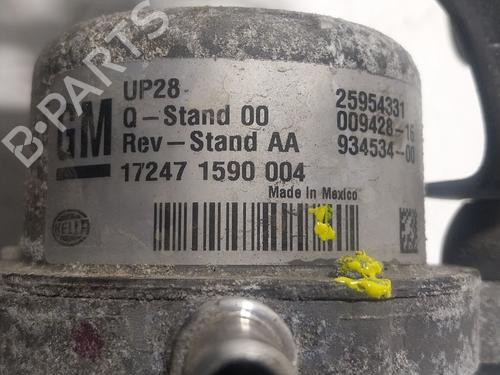 B-PARTS
GM
UP28
Q-Stand 00
Rev-Stand AA
17247 1590 004
25954331
009428-16
934534-00
Made In Mexico
HELLA